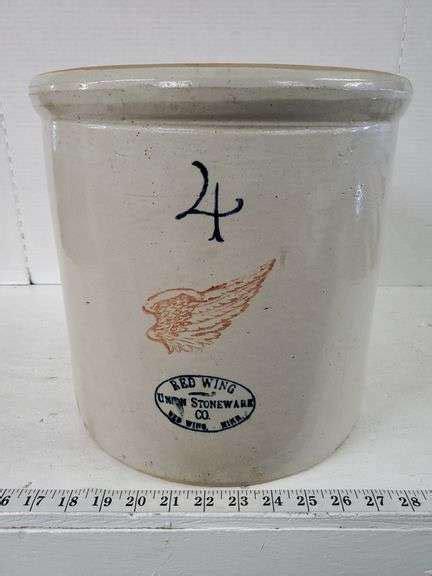 4
RED WING
UNION STONEWARE
CO.
RED WING, MINN.
6 17 18 19 20 21 22 23 24 25 26 27 28